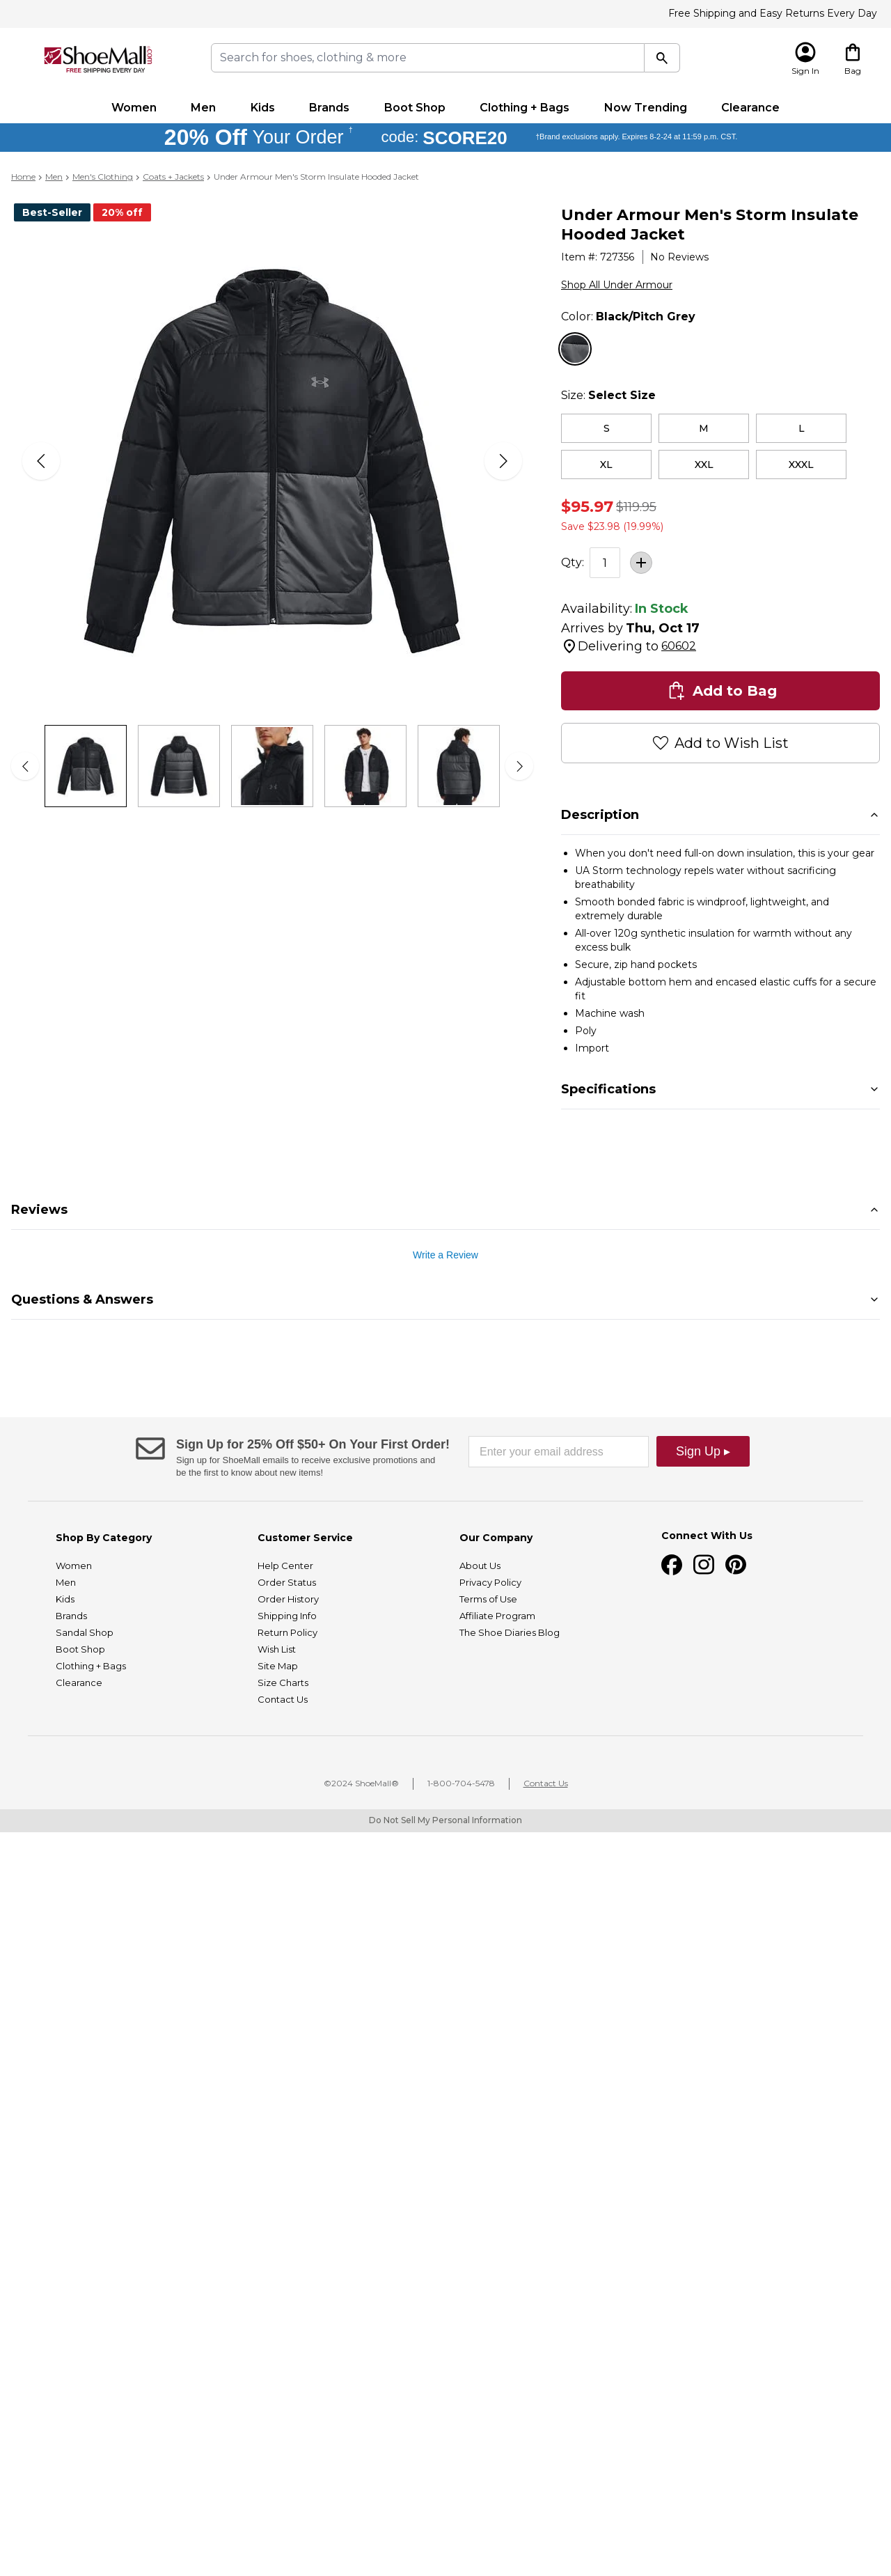 Free Shipping and Easy Returns Every Day
ShoeMall.com
FREE SHIPPING EVERY DAY
Search for shoes, clothing & more
Sign In
Bag
Women Men Kids Brands Boot Shop Clothing + Bags Now Trending Clearance
20% Off Your Order † code: SCORE20 †Brand exclusions apply. Expires 8-2-24 at 11:59 p.m. CST.
Home > Men > Men's Clothing > Coats + Jackets > Under Armour Men's Storm Insulate Hooded Jacket
Best-Seller 20% off
Under Armour Men's Storm Insulate
Hooded Jacket
Item #: 727356 | No Reviews
Shop All Under Armour
Color: Black/Pitch Grey
Size: Select Size
S M L
XL XXL XXXL
$95.97 $119.95
Save $23.98 (19.99%)
Qty: 1 +
Availability: In Stock
Arrives by Thu, Oct 17
Delivering to 60602
Add to Bag
Add to Wish List
Description
• When you don't need full-on down insulation, this is your gear
• UA Storm technology repels water without sacrificing
breathability
• Smooth bonded fabric is windproof, lightweight, and
extremely durable
• All-over 120g synthetic insulation for warmth without any
excess bulk
• Secure, zip hand pockets
• Adjustable bottom hem and encased elastic cuffs for a secure
fit
• Machine wash
• Poly
• Import
Specifications
Reviews
Write a Review
Questions & Answers
Sign Up for 25% Off $50+ On Your First Order!
Sign up for ShoeMall emails to receive exclusive promotions and
be the first to know about new items!
Enter your email address
Sign Up ▸
Shop By Category
Women
Men
Kids
Brands
Sandal Shop
Boot Shop
Clothing + Bags
Clearance
Customer Service
Help Center
Order Status
Order History
Shipping Info
Return Policy
Wish List
Site Map
Size Charts
Contact Us
Our Company
About Us
Privacy Policy
Terms of Use
Affiliate Program
The Shoe Diaries Blog
Connect With Us
©2024 ShoeMall® | 1-800-704-5478 | Contact Us
Do Not Sell My Personal Information